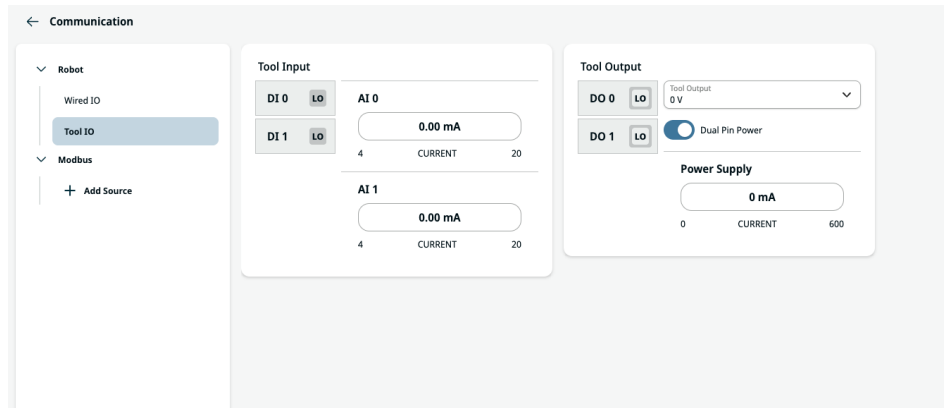 Communication
Robot
Wired IO
Tool IO
Modbus
Add Source
Tool Input
DI 0 LO
DI 1 LO
AI 0
0.00 mA
4 CURRENT 20
AI 1
0.00 mA
4 CURRENT 20
Tool Output
DO 0 LO
DO 1 LO
Tool Output
0 V
Dual Pin Power
Power Supply
0 mA
0 CURRENT 600